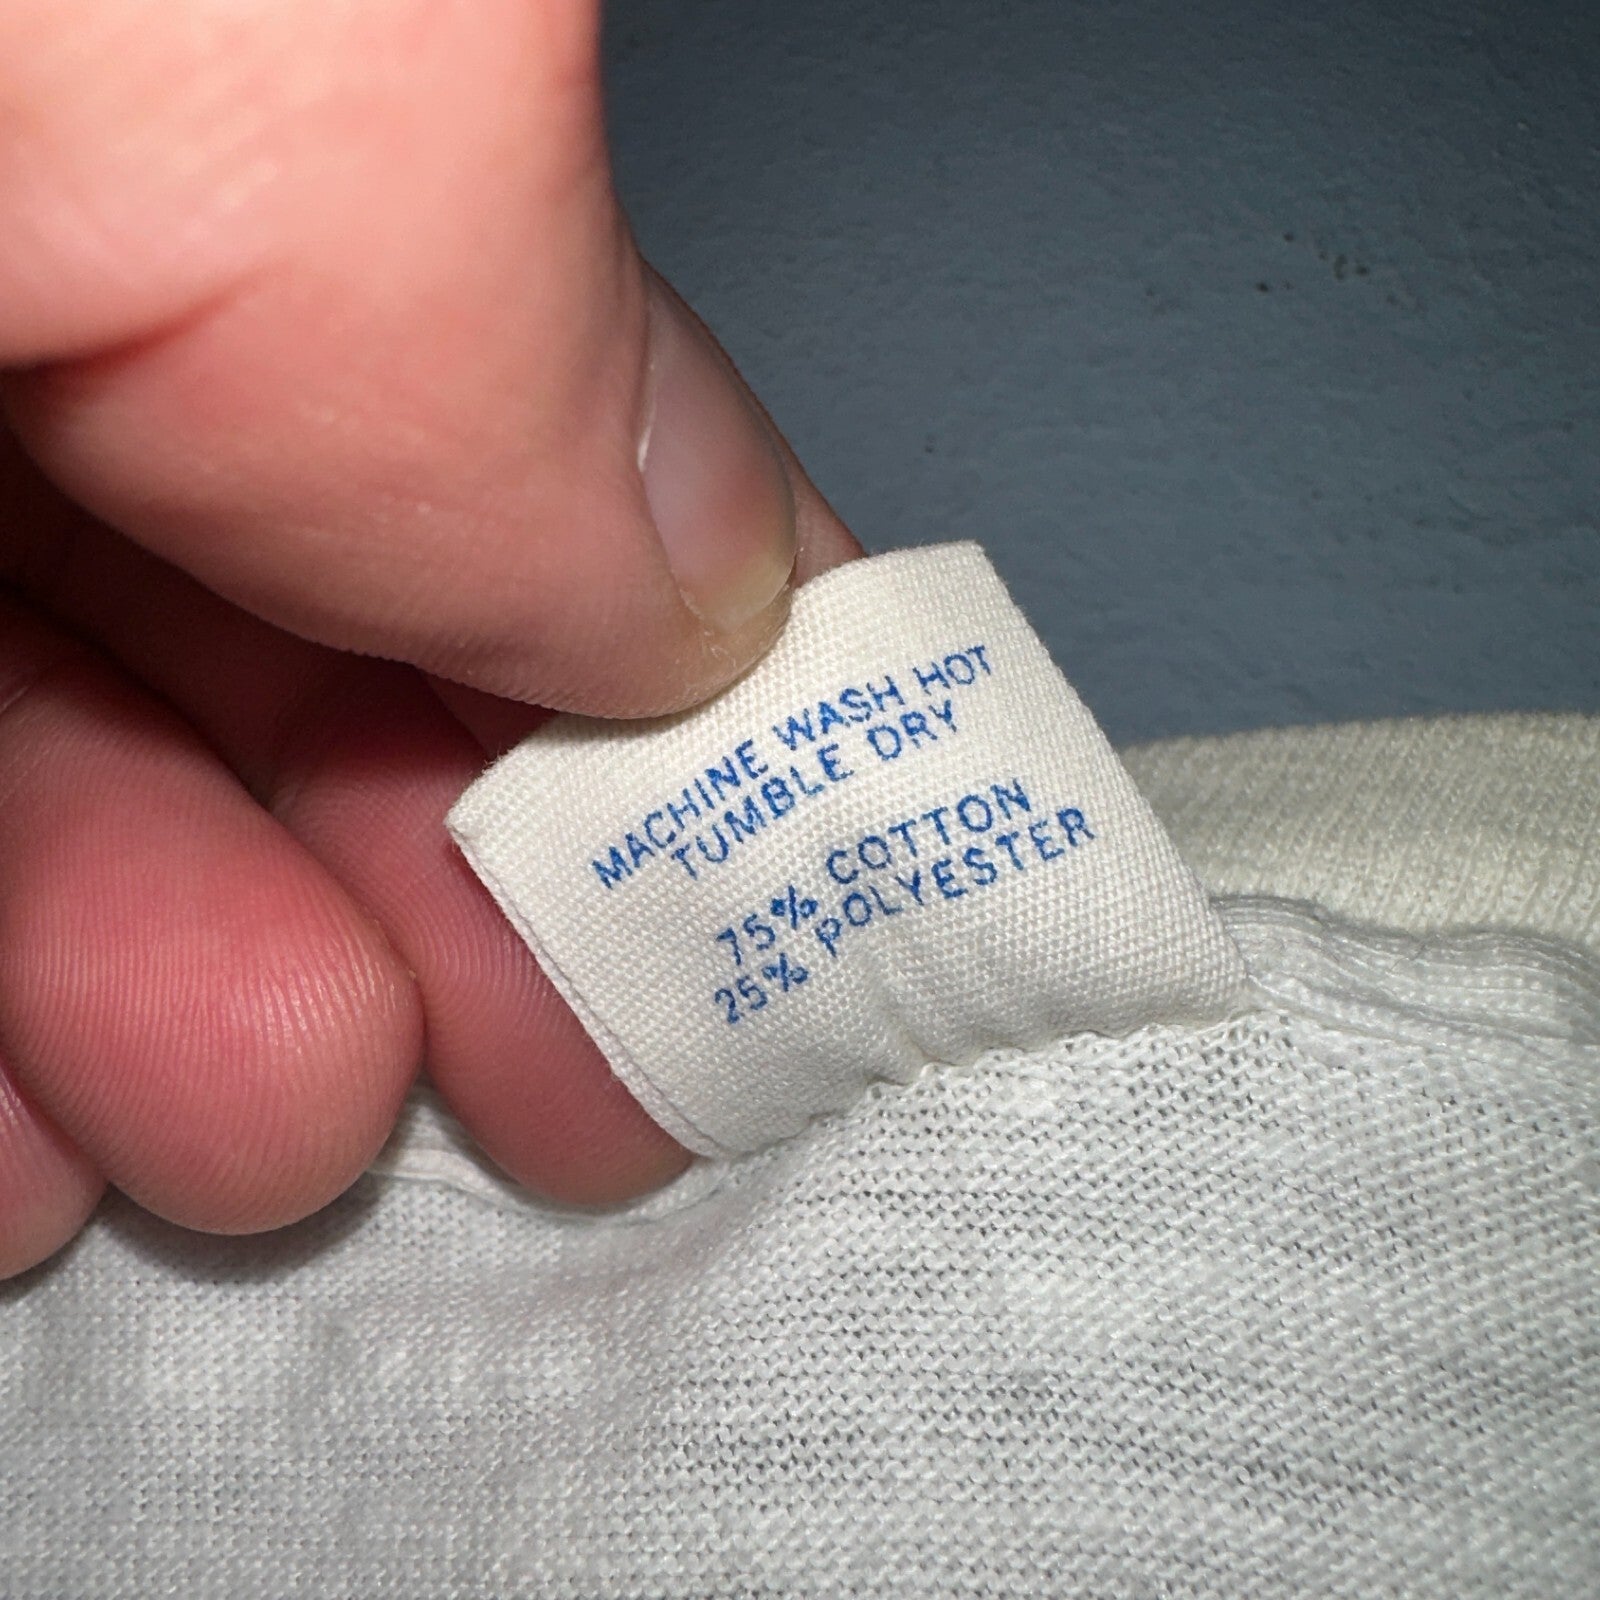 MACHINE WASH HOT
TUMBLE DRY
75% COTTON
25% POLYESTER